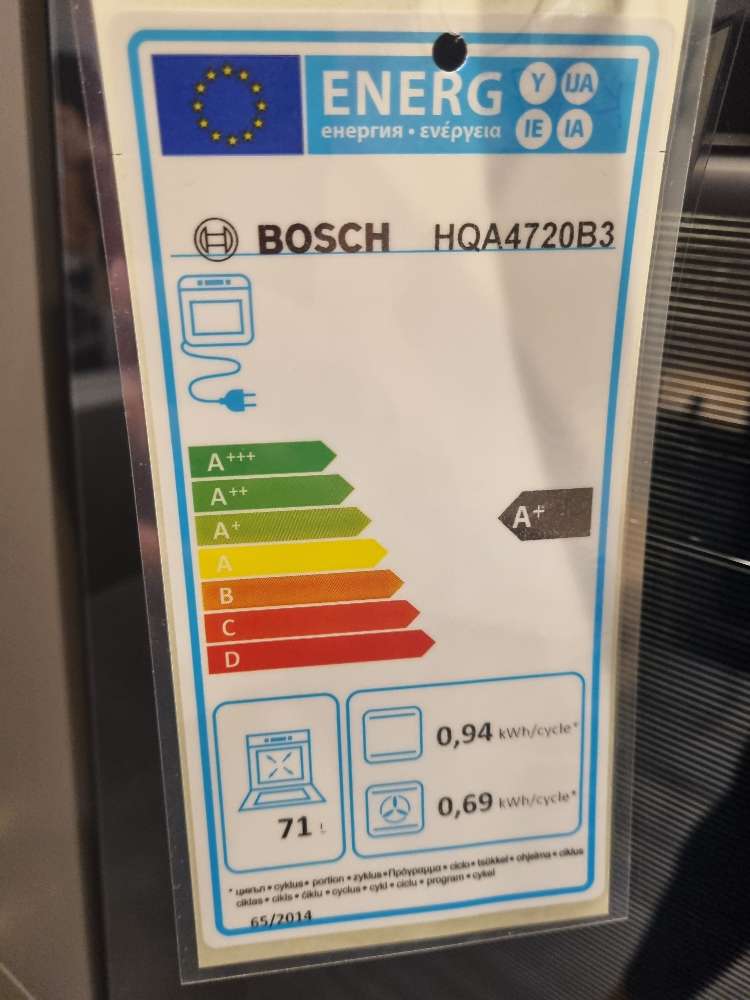 ENERG Y IJA
енергия • ενέργεια IE IA
BOSCH HQA4720B3
A+++
A++
A+
A+
A
B
C
D
0,94 kWh/cycle*
71 L
0,69 kWh/cycle*
* цикъл • cyklus • portion • zyklus • Πρόγραμμα • ciclo • tsükkel • ohjelma • ciklus
ciklas • cikls • ċiklu • cyclus • cykl • ciclu • program • cykel
65/2014